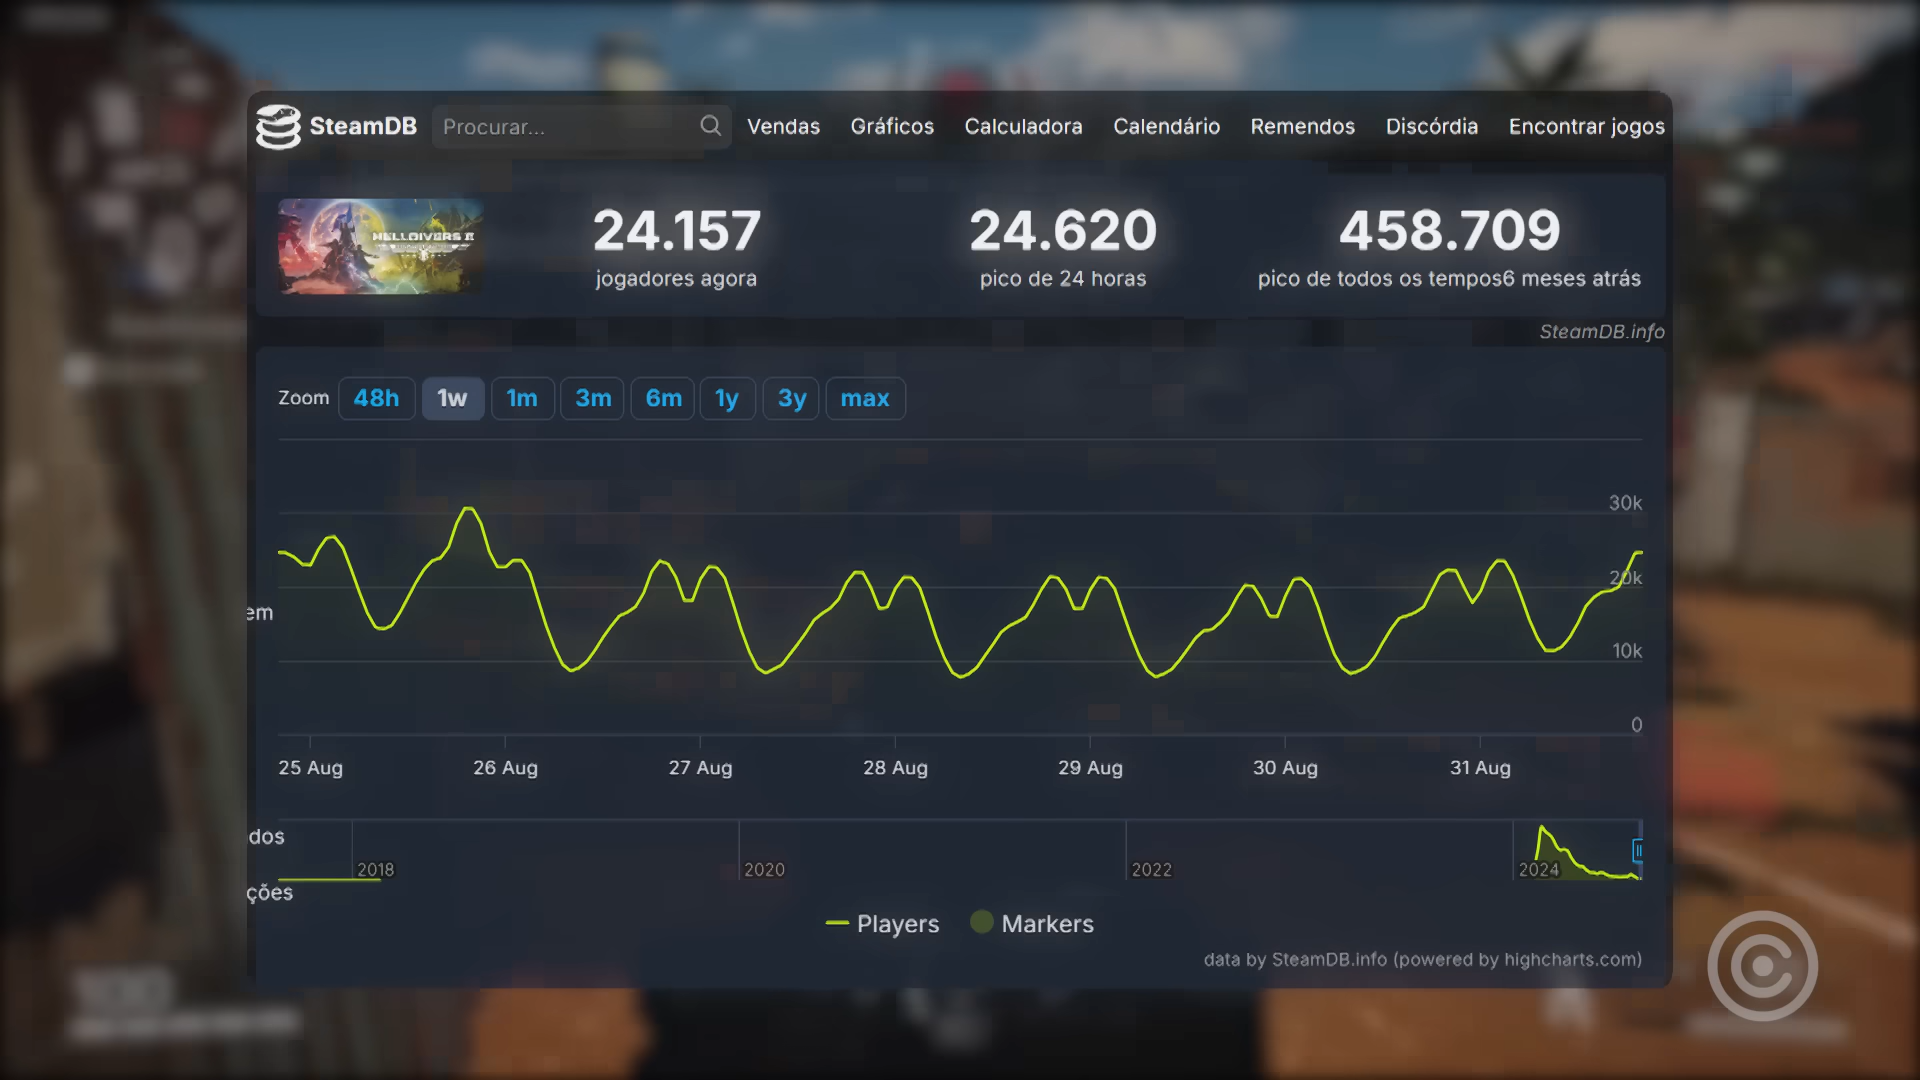 SteamDB
Procurar...
Vendas
Gráficos
Calculadora
Calendário
Remendos
Discórdia
Encontrar jogos
HELLDIVERS II
24.157
jogadores agora
24.620
pico de 24 horas
458.709
pico de todos os tempos6 meses atrás
SteamDB.info
Zoom
48h
1w
1m
3m
6m
1y
3y
max
30k
20k
10k
0
em
25 Aug
26 Aug
27 Aug
28 Aug
29 Aug
30 Aug
31 Aug
dos
2018
2020
2022
2024
ções
Players
Markers
data by SteamDB.info (powered by highcharts.com)